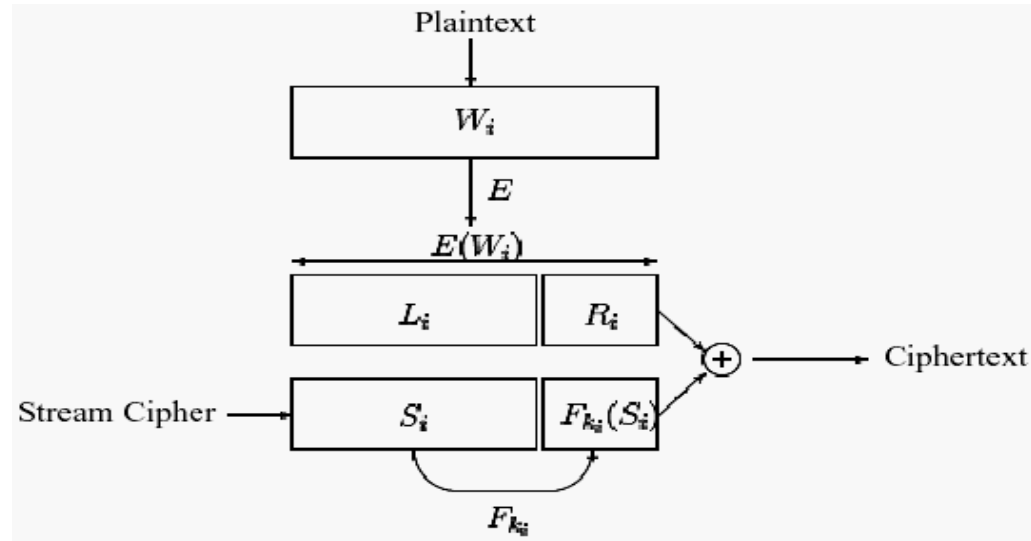 Plaintext
W_i
E
E(W_i)
L_i R_i
+ Ciphertext
Stream Cipher S_i F_{k_i}(S_i)
F_{k_i}